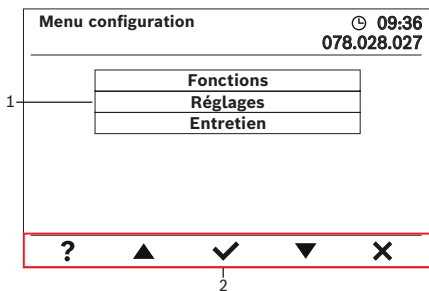 Menu configuration 09:36
078.028.027
Fonctions
1 Réglages
Entretien
? ▲ ✓ ▼ ✕
2